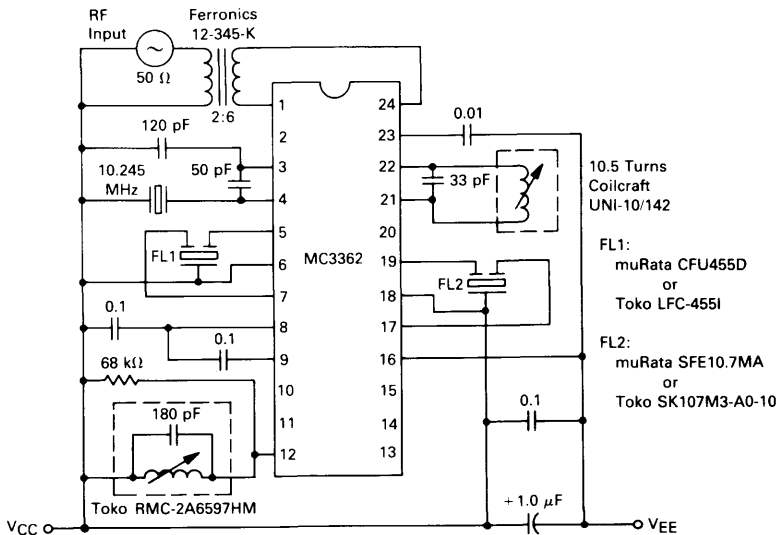 RF
Input
50 Ω
Ferronics
12-345-K
2:6
120 pF
10.245
MHz
50 pF
FL1
0.1
0.1
68 kΩ
180 pF
Toko RMC-2A6597HM
VCC
MC3362
1
2
3
4
5
6
7
8
9
10
11
12
24
23
22
21
20
19
18
17
16
15
14
13
0.01
33 pF
10.5 Turns
Coilcraft
UNI-10/142
FL2
FL1:
muRata CFU455D
or
Toko LFC-455I
FL2:
muRata SFE10.7MA
or
Toko SK107M3-A0-10
0.1
+1.0 μF
VEE